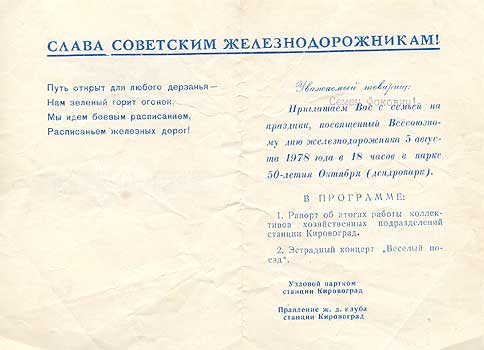 СЛАВА СОВЕТСКИМ ЖЕЛЕЗНОДОРОЖНИКАМ!
Путь открыт для любого дерзанья—
Нам зеленый горит огонек.
Мы идем боевым расписанием,
Расписаньем железных дорог!
Уважаемый товарищ:
Семен Фокович!
Приглашаем Вас с семьей на
праздник, посвященный Всесоюзно-
му дню железнодорожника 5 авгус-
та 1978 года в 18 часов в парке
50-летия Октября (дендропарк).
В ПРОГРАММЕ:
1. Рапорт об итогах работы коллек-
тивов хозяйственных подразделений
станции Кировоград.
2. Эстрадный концерт „Веселый по-
езд".
Узловой партком
станции Кировоград
Правление ж. д. клуба
станции Кировоград